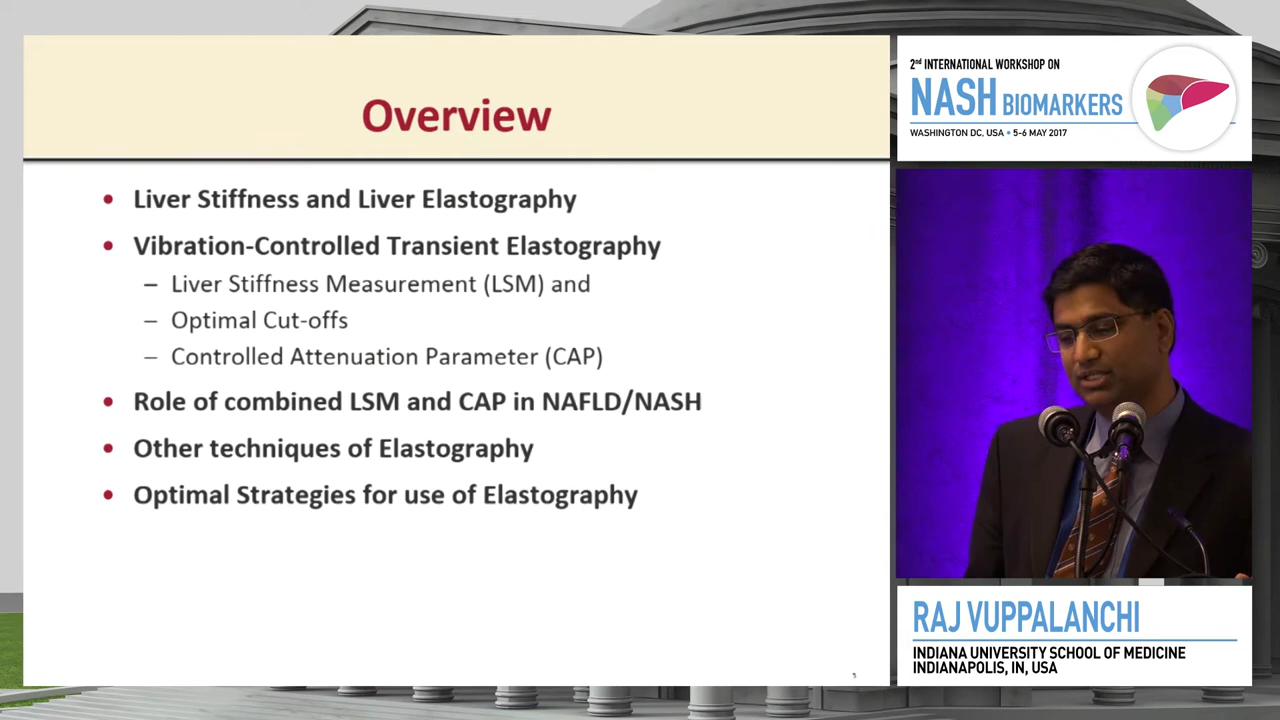 Overview
• Liver Stiffness and Liver Elastography
• Vibration-Controlled Transient Elastography
– Liver Stiffness Measurement (LSM) and
– Optimal Cut-offs
– Controlled Attenuation Parameter (CAP)
• Role of combined LSM and CAP in NAFLD/NASH
• Other techniques of Elastography
• Optimal Strategies for use of Elastography
2nd INTERNATIONAL WORKSHOP ON
NASH BIOMARKERS
WASHINGTON DC, USA • 5-6 MAY 2017
RAJ VUPPALANCHI
INDIANA UNIVERSITY SCHOOL OF MEDICINE
INDIANAPOLIS, IN, USA